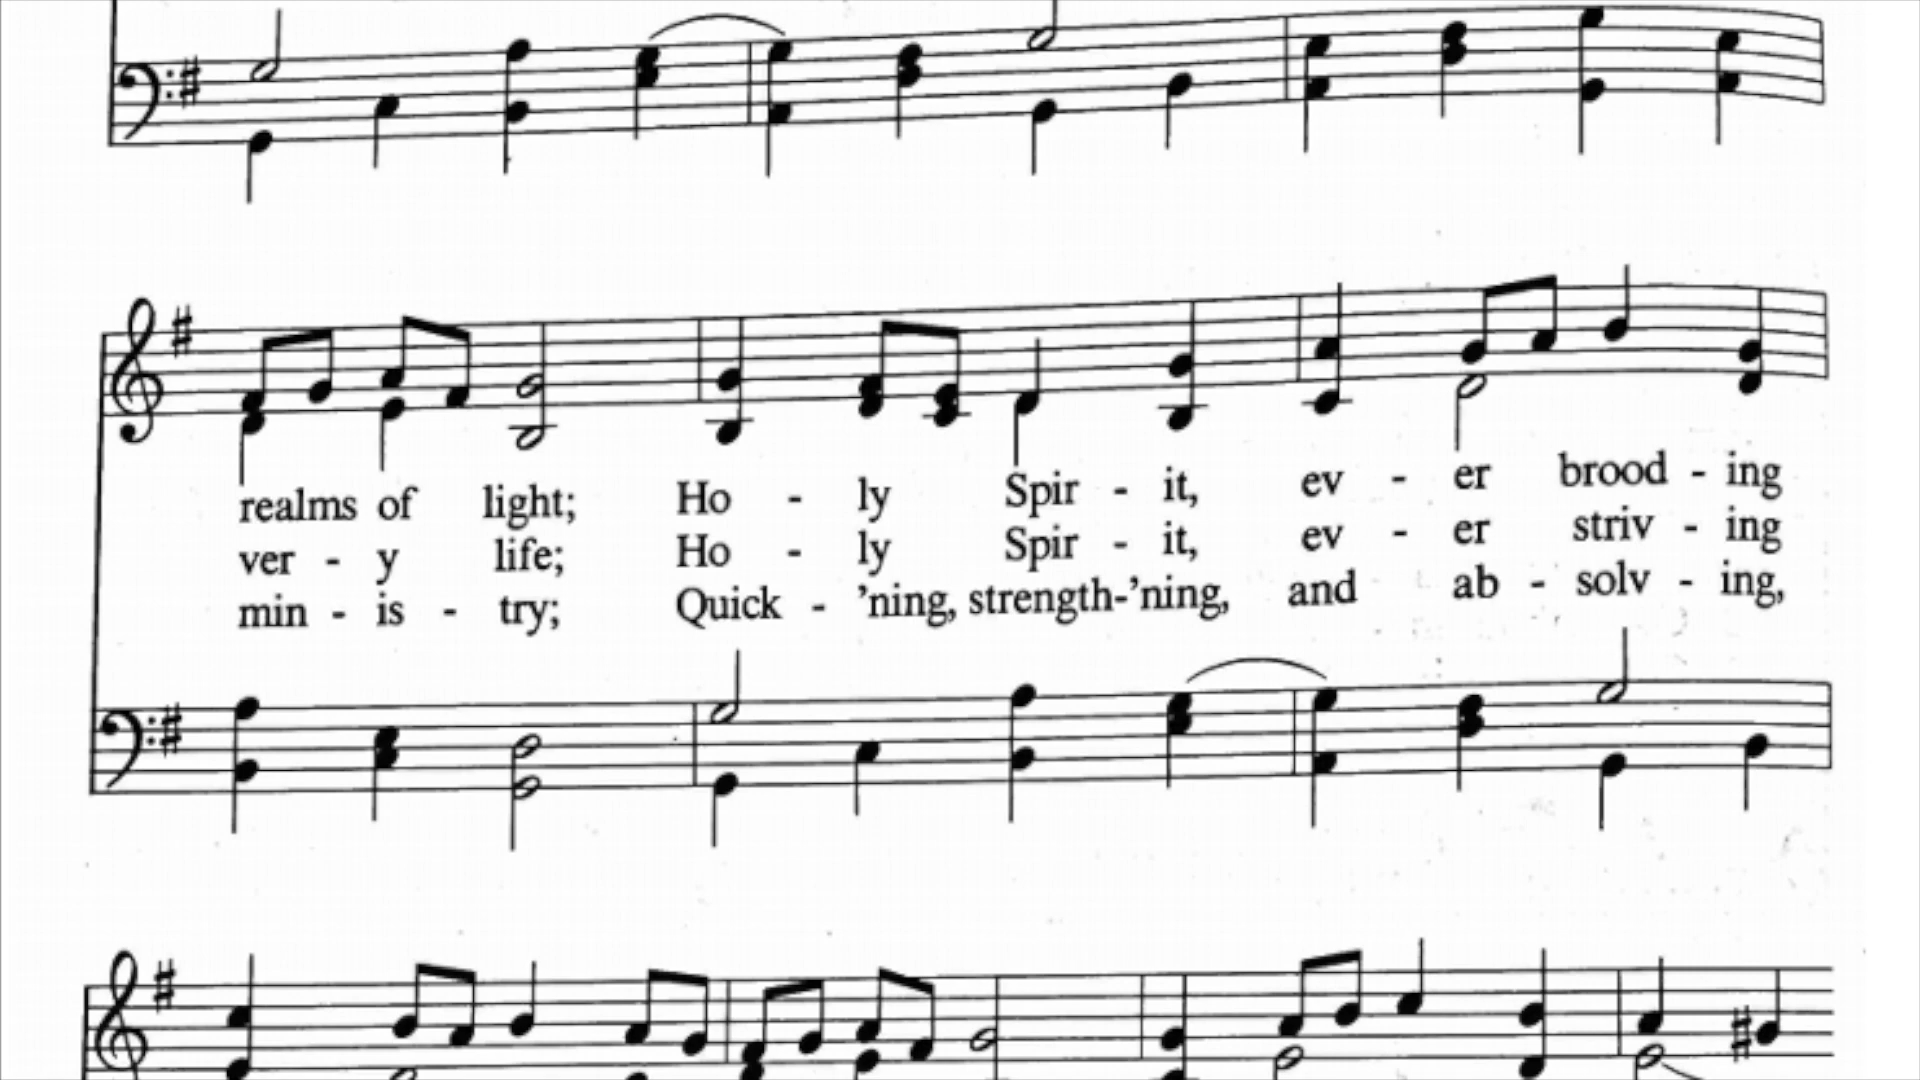 realms of light; Ho - ly Spir - it, ev - er brood - ing
ver - y life; Ho - ly Spir - it, ev - er striv - ing
min - is - try; Quick - 'ning, strength-'ning, and ab - solv - ing,